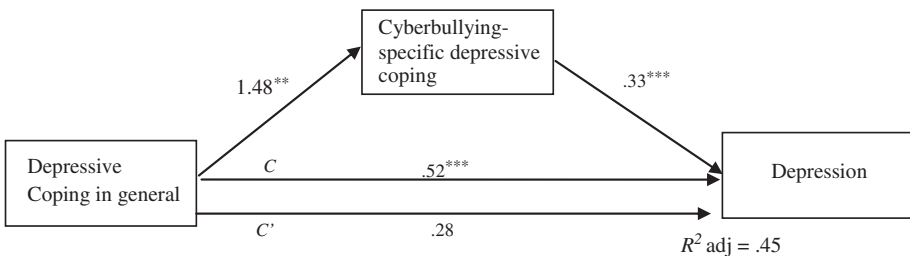 Cyberbullying-
specific depressive
coping
1.48**
.33***
Depressive
Coping in general
C
.52***
Depression
C’
.28
R² adj = .45